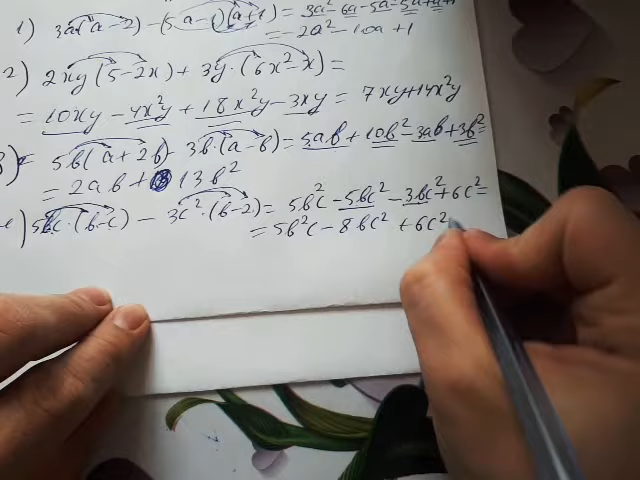 1) 3a(a-2)-(5a-1)(a+1)=3a²-6a-5a-5a+a+1
=2a²-10a+1
2) 2xy(5-2x)+3y·(6x²-x)=
=10xy-4x²y+18x²y-3xy=7xy+14x²y
3) 5b(a+2b)-3b(a-b)=5ab+10b²-3ab+3b²=
=2ab+13b²
5bc·(b-c)-3c²·(b-2)=5b²c-5bc²-3bc²+6c²=
=5b²c-8bc²+6c²